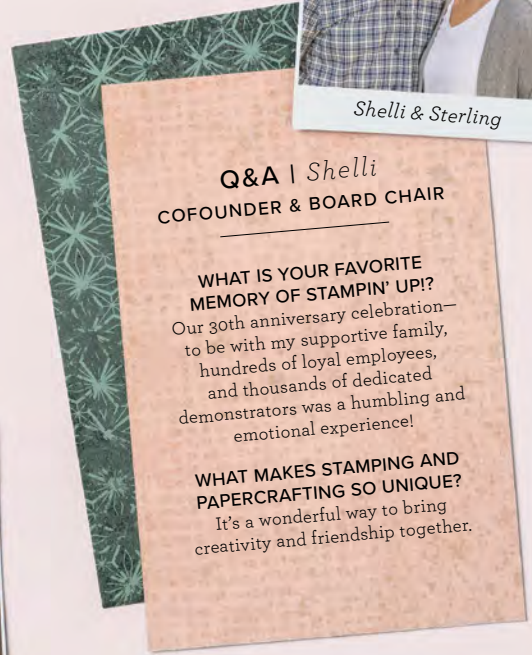 Shelli & Sterling
Q&A | Shelli
COFOUNDER & BOARD CHAIR
WHAT IS YOUR FAVORITE
MEMORY OF STAMPIN’ UP!?
Our 30th anniversary celebration—
to be with my supportive family,
hundreds of loyal employees,
and thousands of dedicated
demonstrators was a humbling and
emotional experience!
WHAT MAKES STAMPING AND
PAPERCRAFTING SO UNIQUE?
It’s a wonderful way to bring
creativity and friendship together.